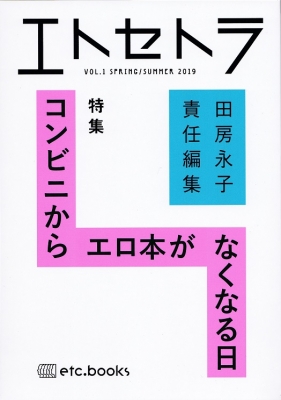 エトセトラ
VOL.1 SPRING/SUMMER 2019
田房永子
責任編集
特集
コンビニから
エロ本が
なくなる日
etc.books